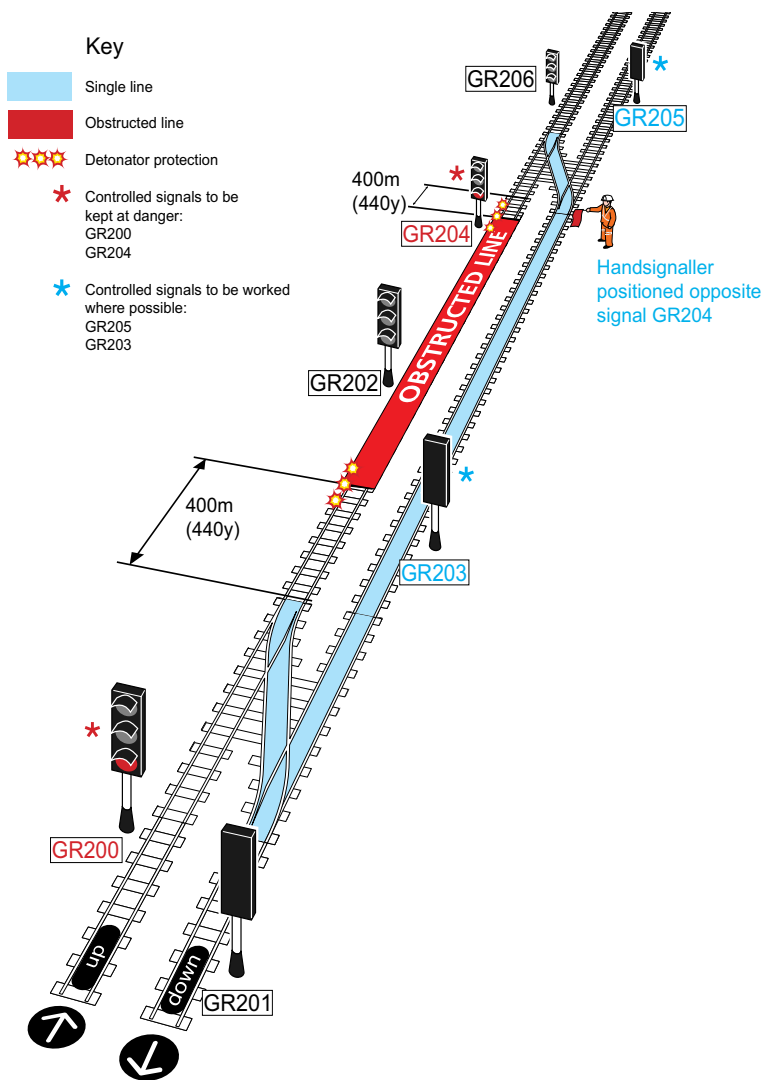 Key
Single line
Obstructed line
Detonator protection
Controlled signals to be
kept at danger:
GR200
GR204
Controlled signals to be worked
where possible:
GR205
GR203
GR206
GR205
400m
(440y)
GR204
Handsignaller
positioned opposite
signal GR204
OBSTRUCTED LINE
GR202
400m
(440y)
GR203
GR200
up
down
GR201